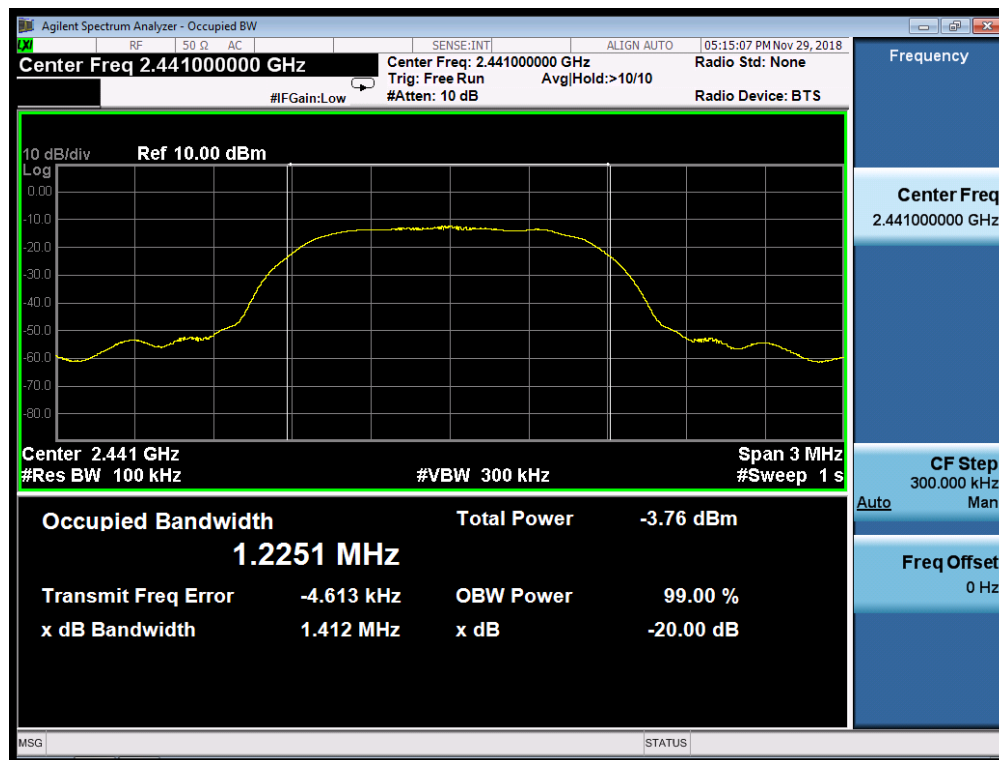 Agilent Spectrum Analyzer - Occupied BW
LXI RF 50 Ω AC SENSE:INT ALIGN AUTO 05:15:07 PM Nov 29, 2018
Center Freq 2.441000000 GHz
Center Freq: 2.441000000 GHz
Radio Std: None
Trig: Free Run Avg|Hold:>10/10
#IFGain:Low
#Atten: 10 dB
Radio Device: BTS
10 dB/div Ref 10.00 dBm
Log
0.00
-10.0
-20.0
-30.0
-40.0
-50.0
-60.0
-70.0
-80.0
Center 2.441 GHz Span 3 MHz
#Res BW 100 kHz #VBW 300 kHz #Sweep 1 s
Occupied Bandwidth Total Power -3.76 dBm
1.2251 MHz
Transmit Freq Error -4.613 kHz OBW Power 99.00 %
x dB Bandwidth 1.412 MHz x dB -20.00 dB
MSG STATUS
Frequency
Center Freq
2.441000000 GHz
CF Step
300.000 kHz
Auto Man
Freq Offset
0 Hz